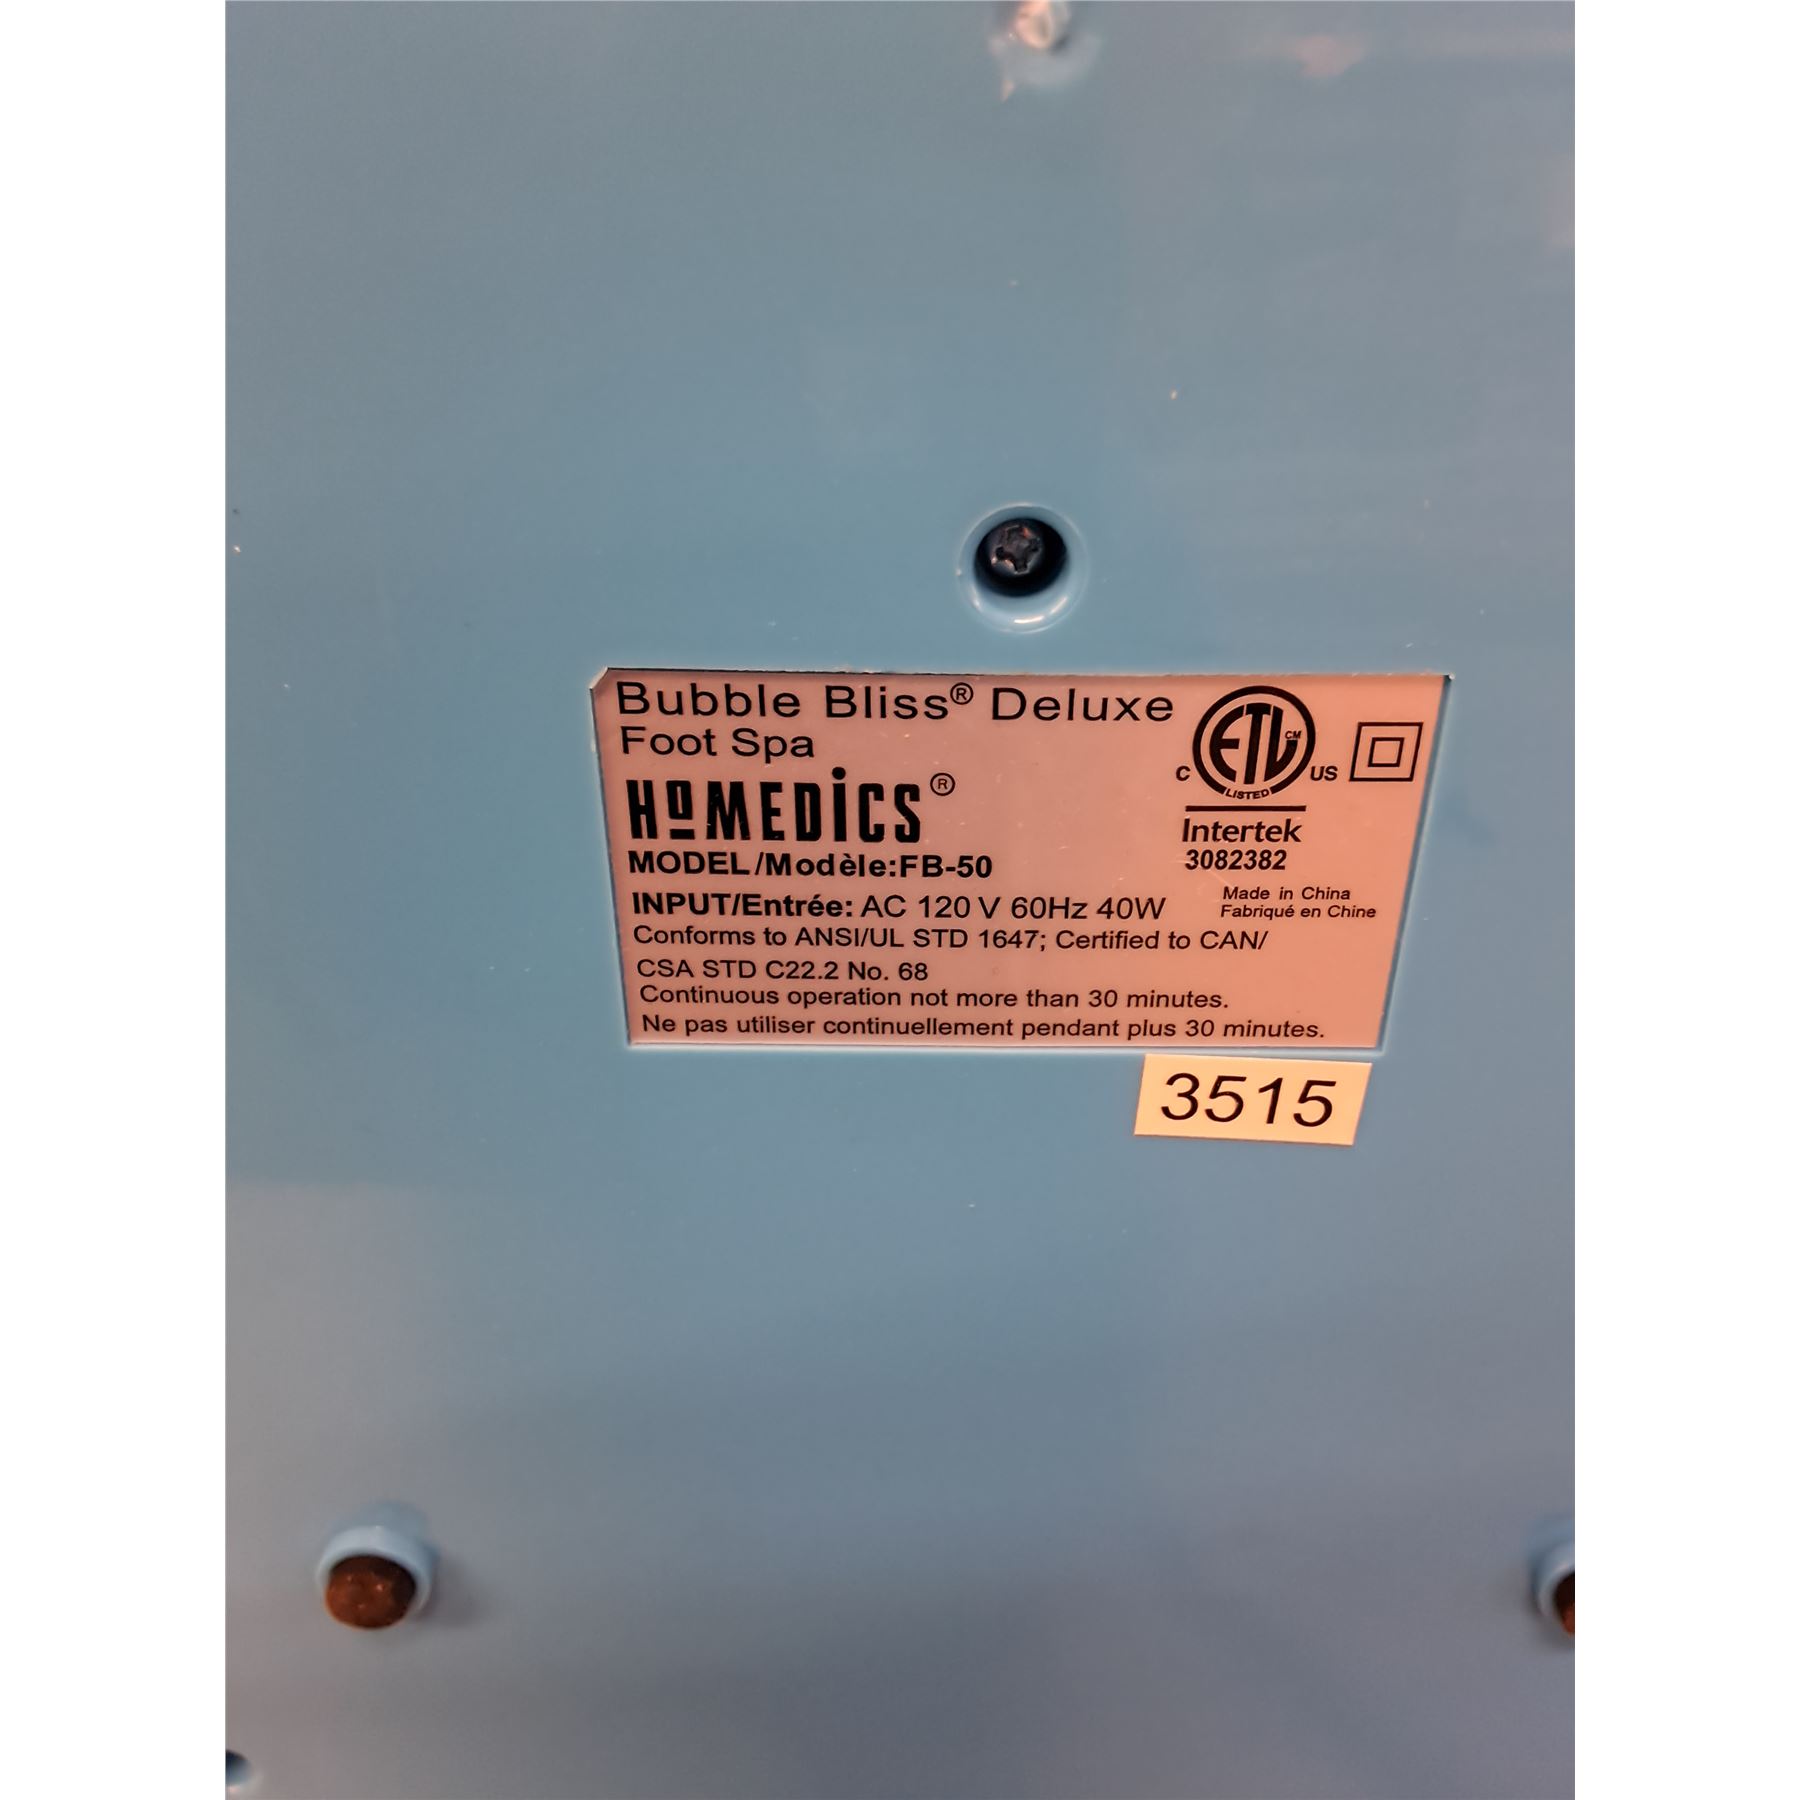 Bubble Bliss® Deluxe
Foot Spa
HoMEDICS®
MODEL/Modèle:FB-50
INPUT/Entrée: AC 120 V 60Hz 40W
Conforms to ANSI/UL STD 1647; Certified to CAN/
CSA STD C22.2 No. 68
Continuous operation not more than 30 minutes.
Ne pas utiliser continuellement pendant plus 30 minutes.
ETL CM
C US
LISTED
Intertek
3082382
Made in China
Fabriqué en Chine
3515